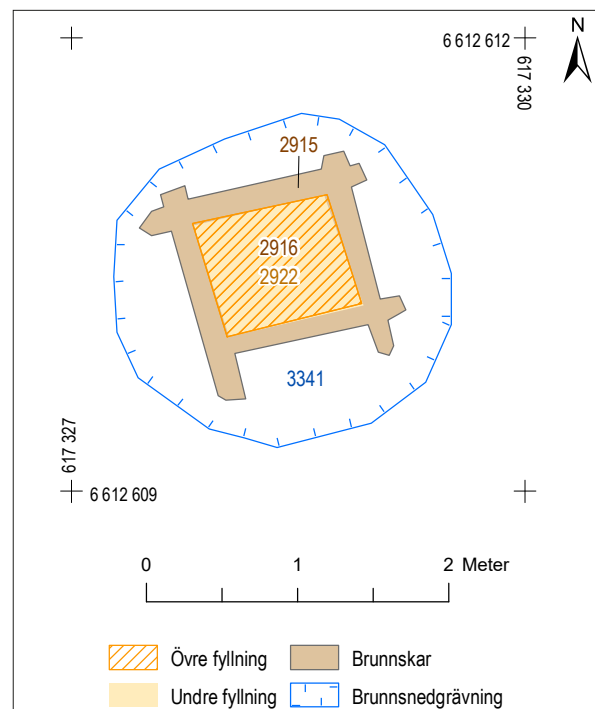 N
6 612 612
617 330
2915
2916
2922
3341
617 327
6 612 609
0 1 2 Meter
Övre fyllning Brunnskar
Undre fyllning Brunnsnedgrävning